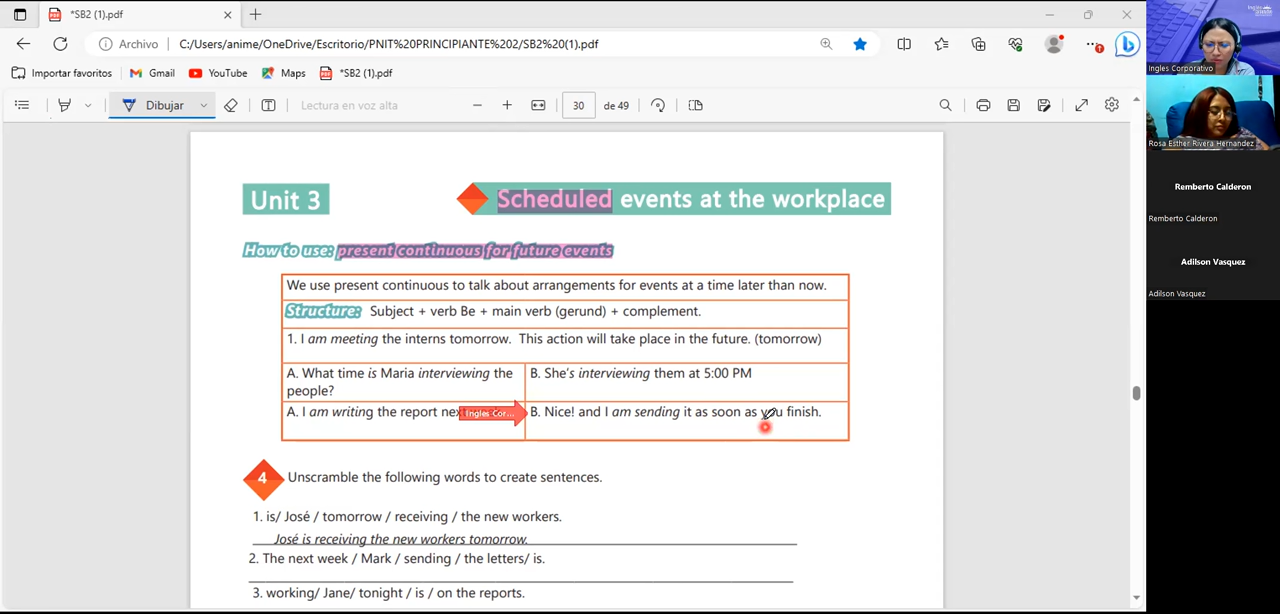 *SB2 (1).pdf
Archivo
C:/Users/anime/OneDrive/Escritorio/PNIT%20PRINCIPIANTE%202/SB2%20(1).pdf
Importar favoritos
Gmail
YouTube
Maps
*SB2 (1).pdf
Dibujar
Lectura en voz alta
30 de 49
Unit 3
Scheduled events at the workplace
How to use: present continuous for future events
We use present continuous to talk about arrangements for events at a time later than now.
Structure: Subject + verb Be + main verb (gerund) + complement.
1. I am meeting the interns tomorrow. This action will take place in the future. (tomorrow)
A. What time is Maria interviewing the people?
B. She's interviewing them at 5:00 PM
A. I am writing the report
Ingles Cor...
B. Nice! and I am sending it as soon as you finish.
4 Unscramble the following words to create sentences.
1. is/ José / tomorrow / receiving / the new workers.
José is receiving the new workers tomorrow.
2. The next week / Mark / sending / the letters/ is.
3. working/ Jane/ tonight / is / on the reports.
Ingles Corporativo
Rosa Esther Rivera Hernandez
Remberto Calderon
Remberto Calderon
Adilson Vasquez
Adilson Vasquez